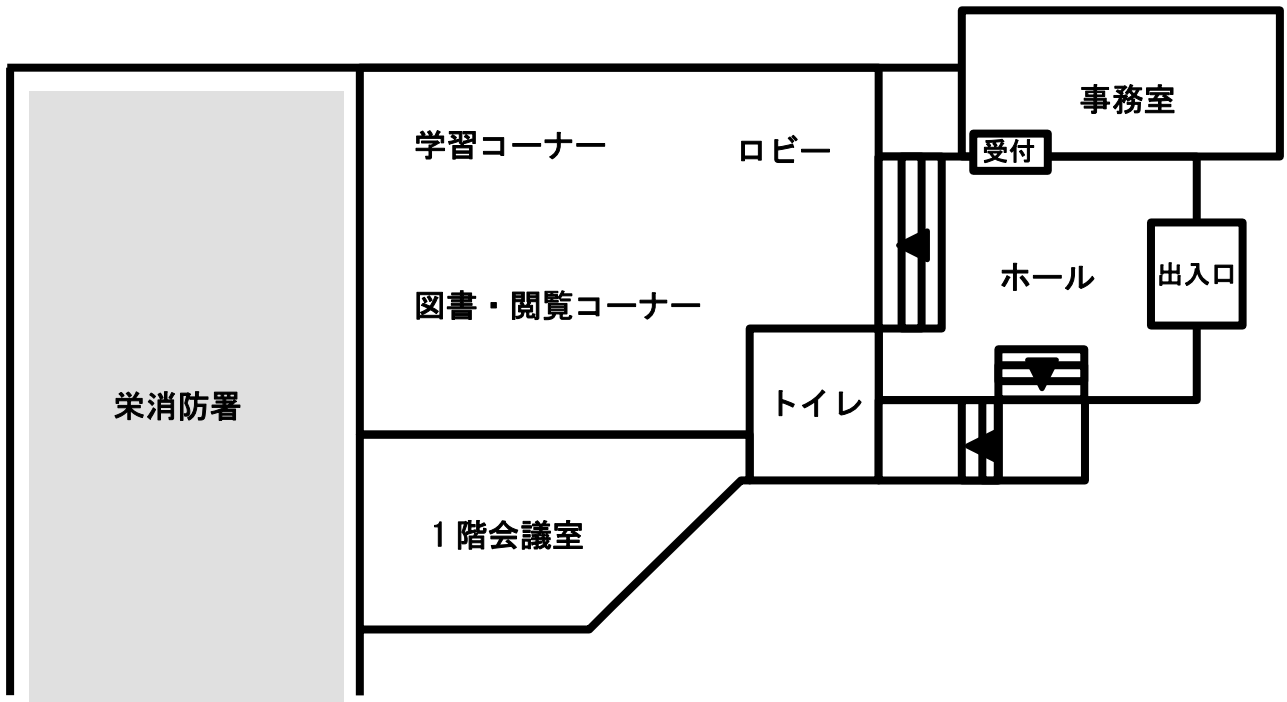 事務室
学習コーナー
ロビー
受付
ホール
出入口
図書・閲覧コーナー
栄消防署
トイレ
1階会議室